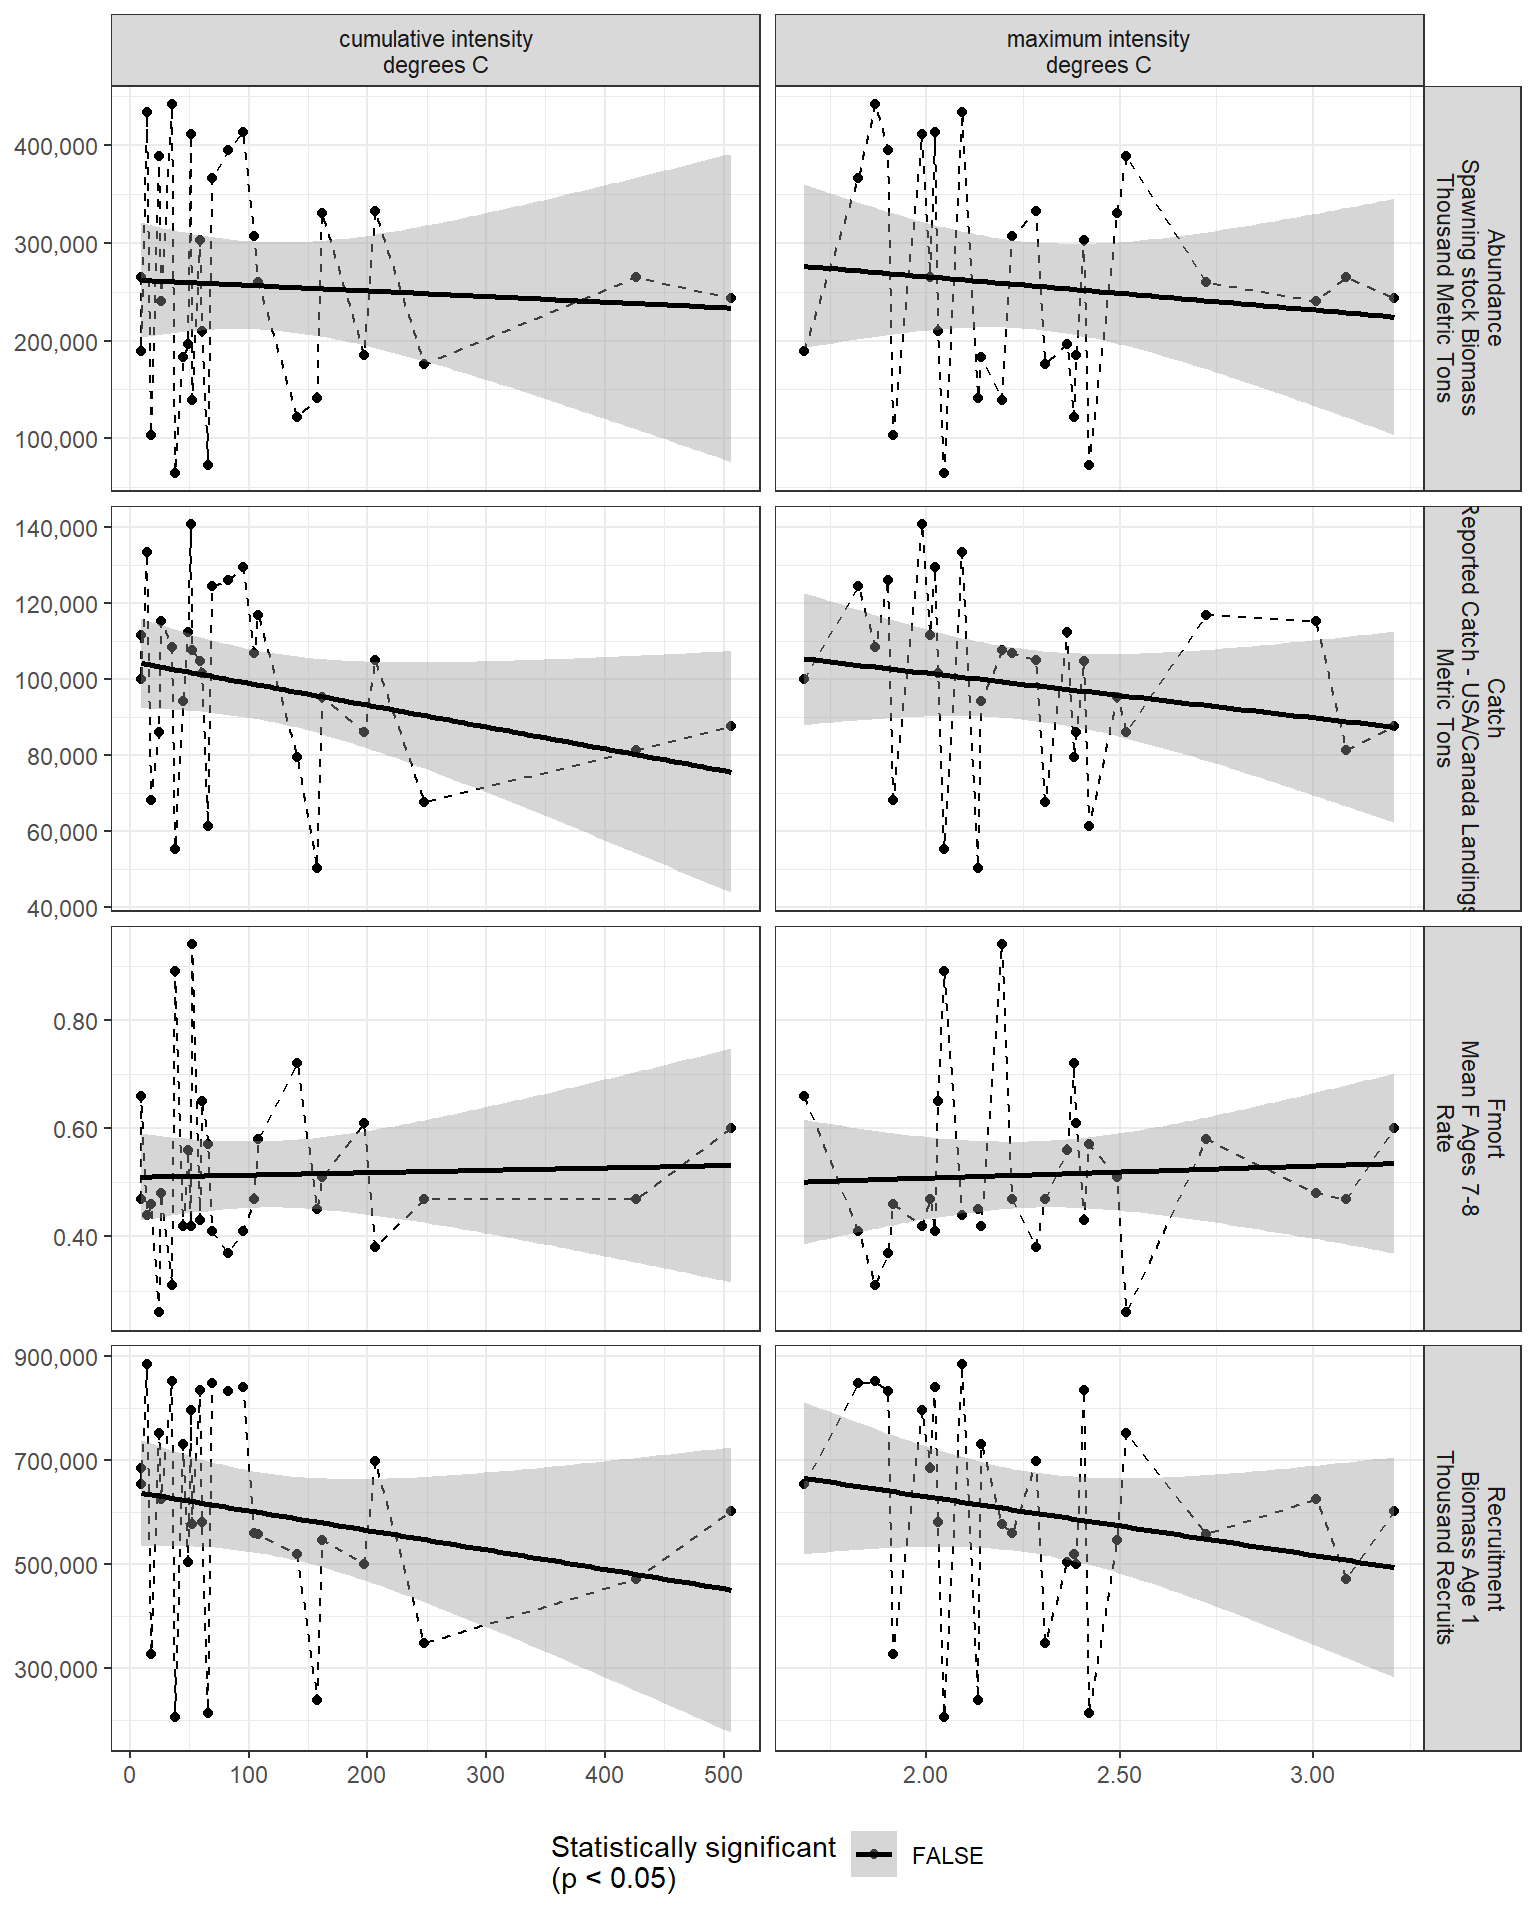 cumulative intensity
degrees C
maximum intensity
degrees C
400,000
300,000
200,000
100,000
Abundance
Spawning stock Biomass
Thousand Metric Tons
140,000
120,000
100,000
80,000
60,000
40,000
Catch
Reported Catch - USA/Canada Landings
Metric Tons
0.80
0.60
0.40
Fmort
Mean F Ages 7-8
Rate
900,000
700,000
500,000
300,000
Recruitment
Biomass Age 1
Thousand Recruits
0 100 200 300 400 500
2.00 2.50 3.00
Statistically significant
(p < 0.05)
FALSE